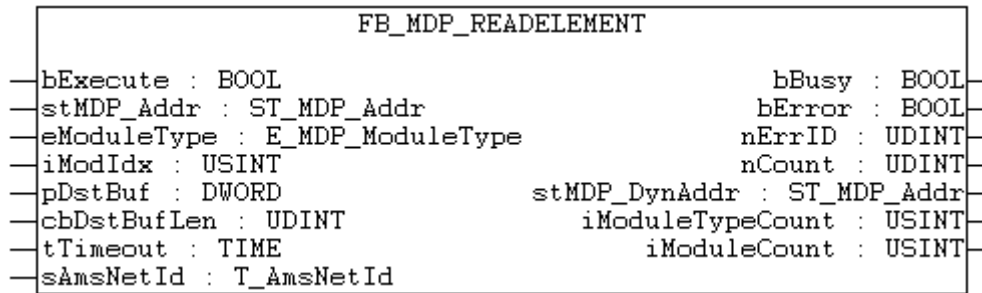 FB_MDP_READELEMENT
bExecute : BOOL bBusy : BOOL
stMDP_Addr : ST_MDP_Addr bError : BOOL
eModuleType : E_MDP_ModuleType nErrID : UDINT
iModIdx : USINT nCount : UDINT
pDstBuf : DWORD stMDP_DynAddr : ST_MDP_Addr
cbDstBufLen : UDINT iModuleTypeCount : USINT
tTimeout : TIME iModuleCount : USINT
sAmsNetId : T_AmsNetId